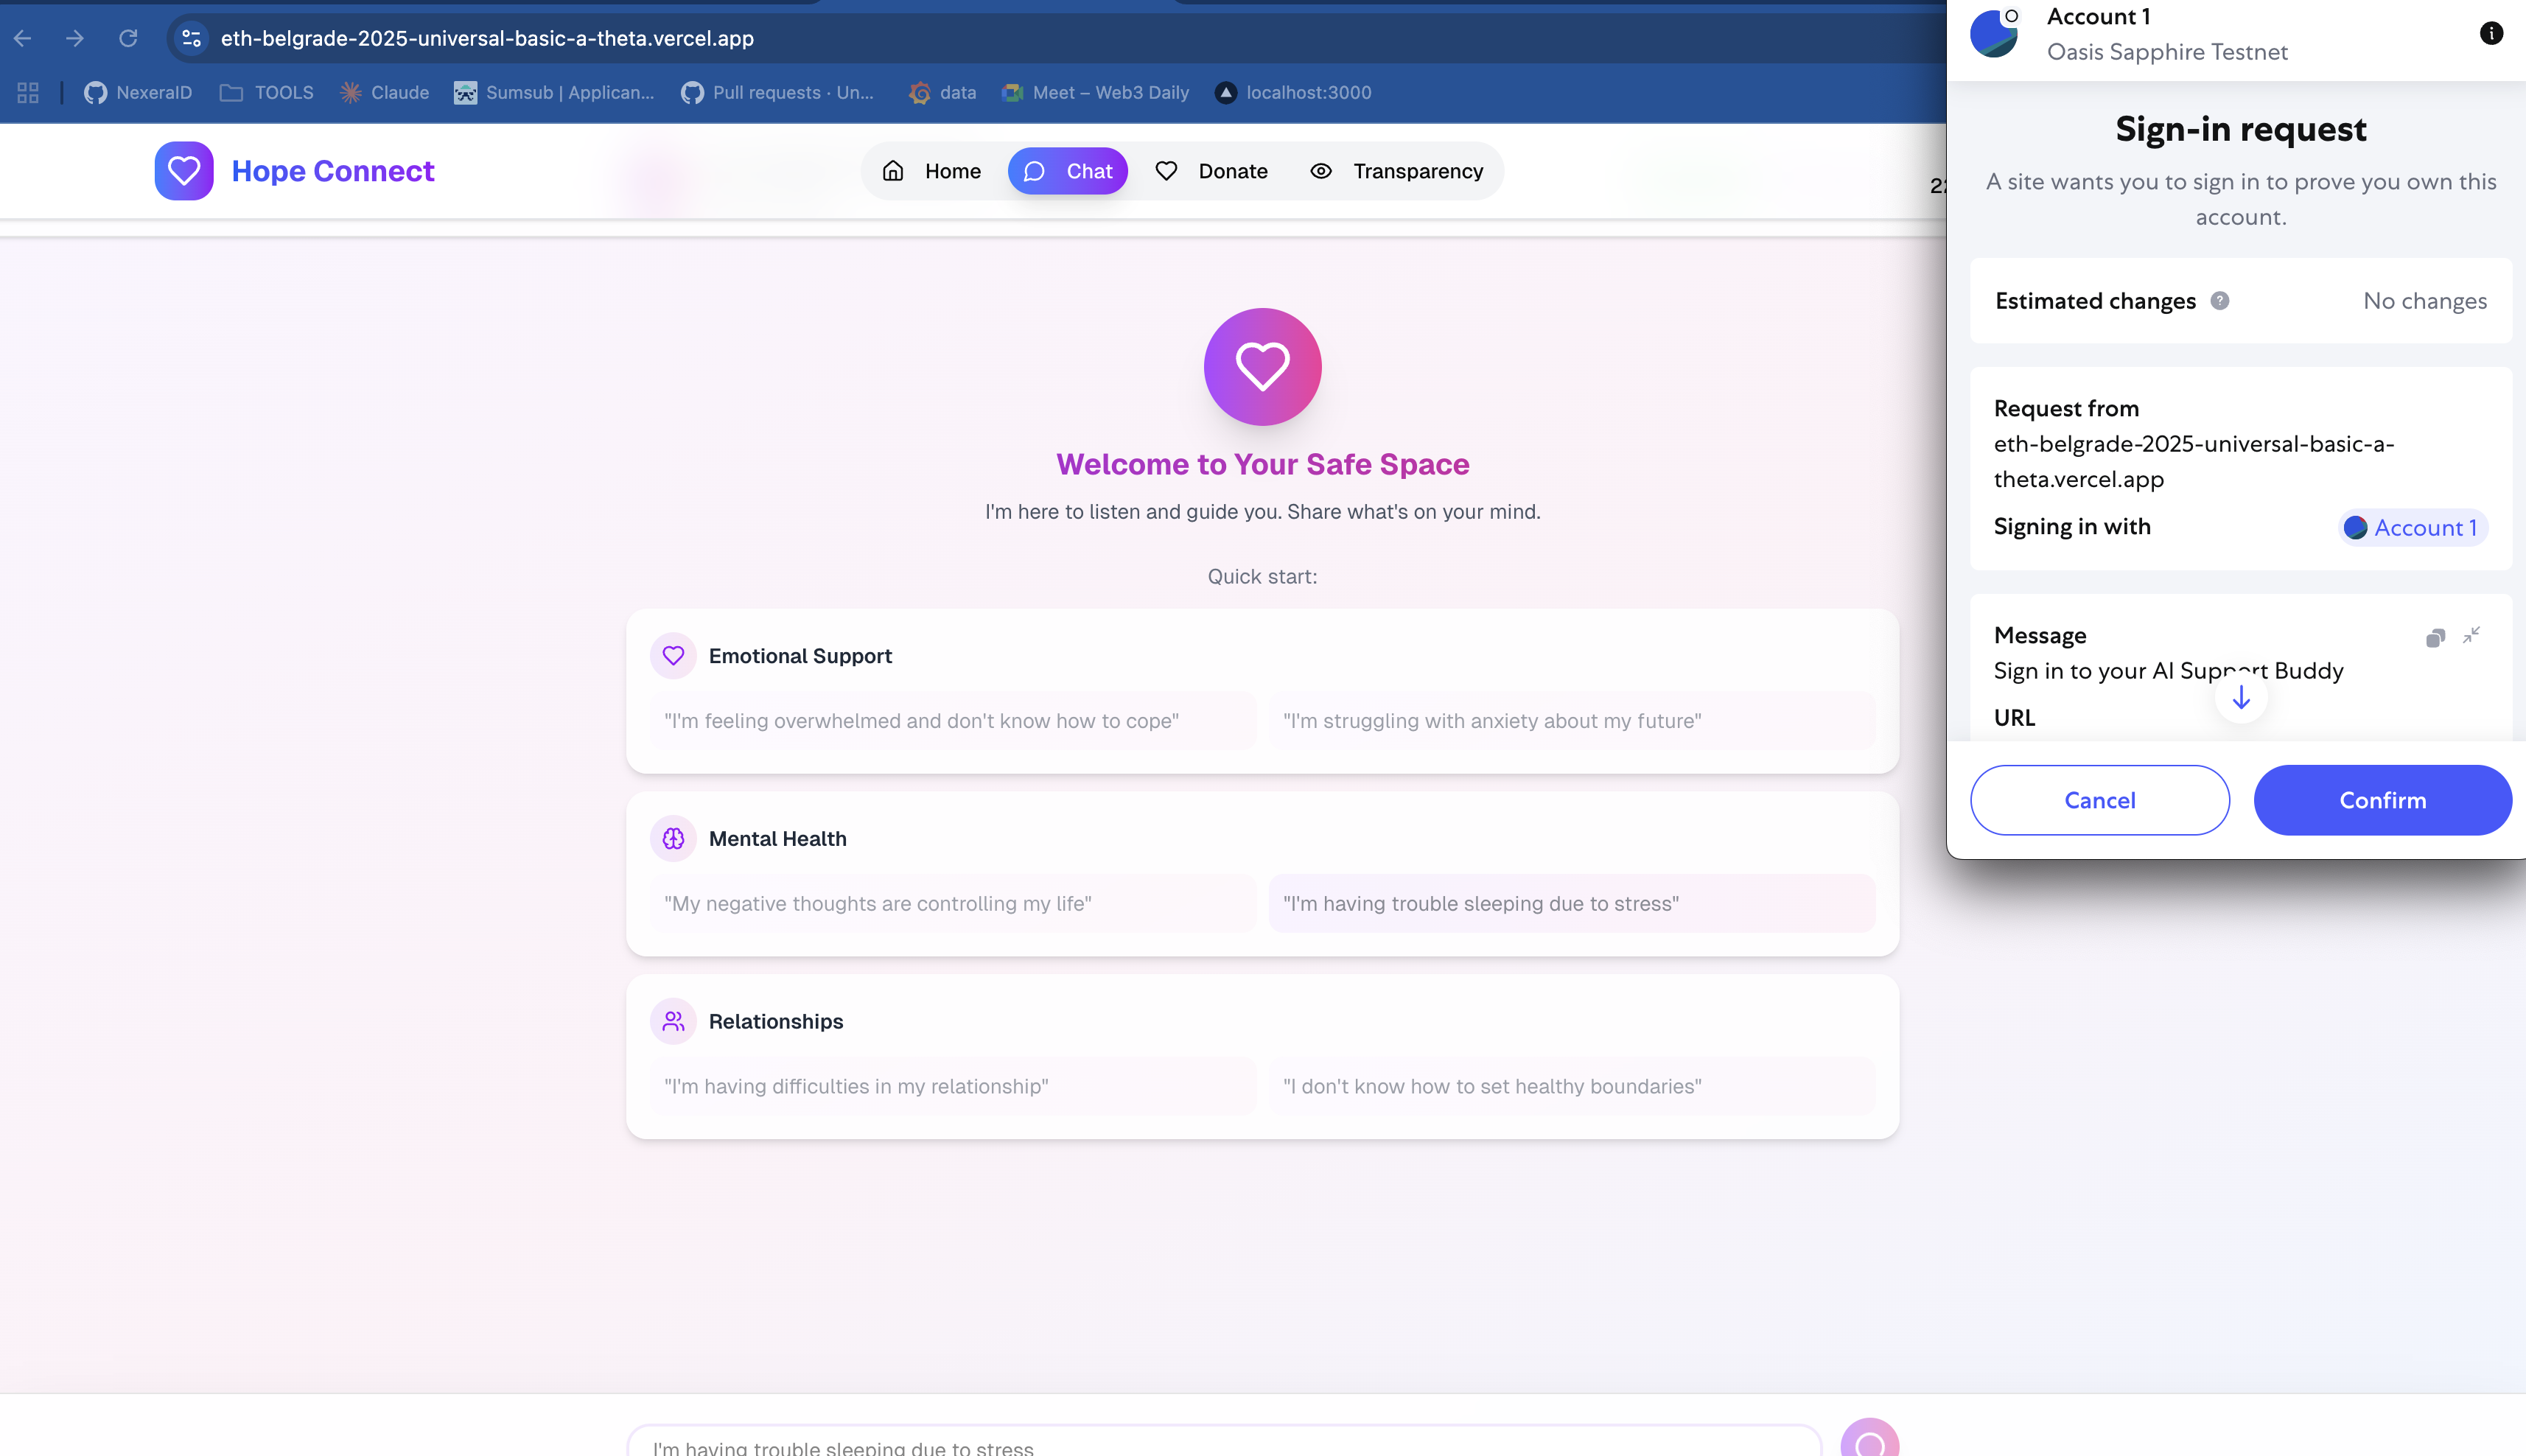 eth-belgrade-2025-universal-basic-a-theta.vercel.app
NexeraID
TOOLS
Claude
Sumsub | Applican...
Pull requests · Un...
data
Meet – Web3 Daily
localhost:3000
Hope Connect
Home
Chat
Donate
Transparency
Welcome to Your Safe Space
I'm here to listen and guide you. Share what's on your mind.
Quick start:
Emotional Support
"I'm feeling overwhelmed and don't know how to cope"
"I'm struggling with anxiety about my future"
Mental Health
"My negative thoughts are controlling my life"
"I'm having trouble sleeping due to stress"
Relationships
"I'm having difficulties in my relationship"
"I don't know how to set healthy boundaries"
I'm having trouble sleeping due to stress
Account 1
Oasis Sapphire Testnet
Sign-in request
A site wants you to sign in to prove you own this
account.
Estimated changes
No changes
Request from
eth-belgrade-2025-universal-basic-a-
theta.vercel.app
Signing in with
Account 1
Message
Sign in to your AI Support Buddy
URL
Cancel
Confirm